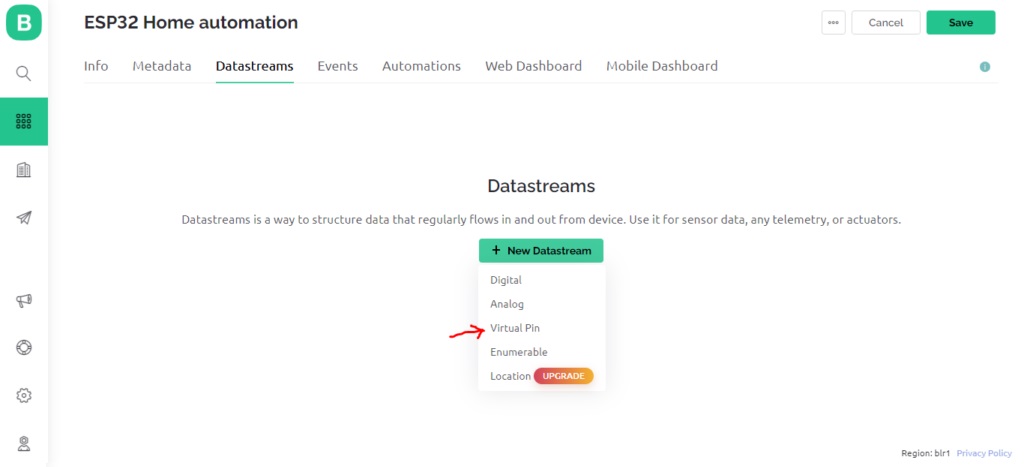 B
ESP32 Home automation
Cancel
Save
Info Metadata Datastreams Events Automations Web Dashboard Mobile Dashboard
i
Datastreams
Datastreams is a way to structure data that regularly flows in and out from device. Use it for sensor data, any telemetry, or actuators.
+ New Datastream
Digital
Analog
Virtual Pin
Enumerable
Location UPGRADE
Region: blr1 Privacy Policy